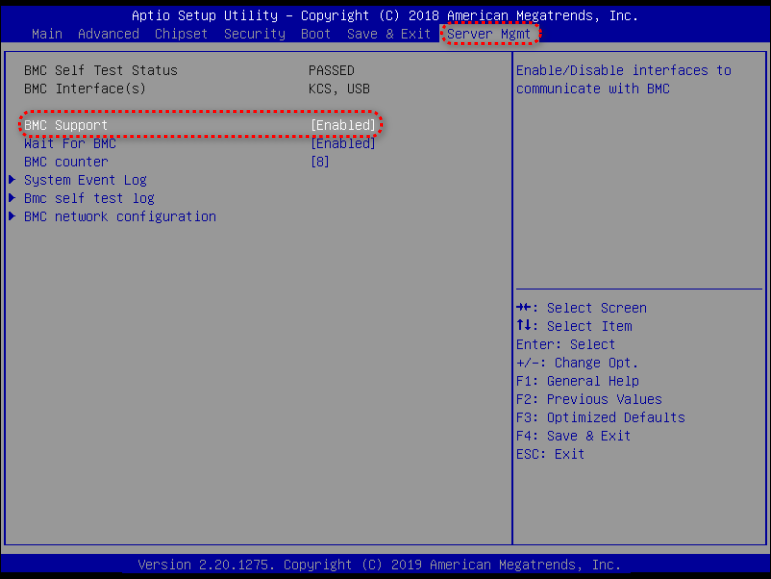 Aptio Setup Utility – Copyright (C) 2018 American Megatrends, Inc.
Main Advanced Chipset Security Boot Save & Exit Server Mgmt
BMC Self Test Status PASSED
BMC Interface(s) KCS, USB
BMC Support [Enabled]
Wait For BMC [Enabled]
BMC counter [8]
System Event Log
Bmc self test log
BMC network configuration
Enable/Disable interfaces to
communicate with BMC
→←: Select Screen
↑↓: Select Item
Enter: Select
+/-: Change Opt.
F1: General Help
F2: Previous Values
F3: Optimized Defaults
F4: Save & Exit
ESC: Exit
Version 2.20.1275. Copyright (C) 2019 American Megatrends, Inc.